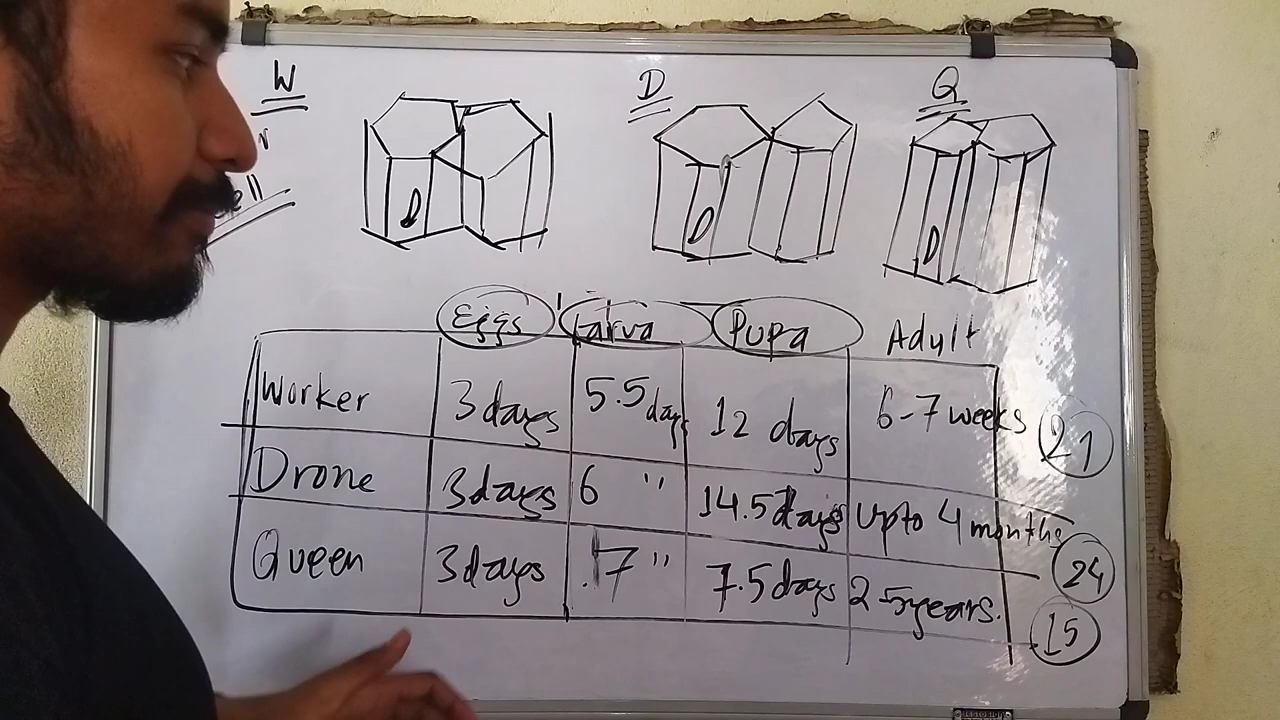 W D Q
r
ell
D D D
Eggs Larva Pupa Adult
Worker 3 days 5.5 days 12 days 6-7 weeks 21
Drone 3 days 6 " 14.5 days Upto 4 months 24
Queen 3 days 7 " 7.5 days 2-5 years. 15